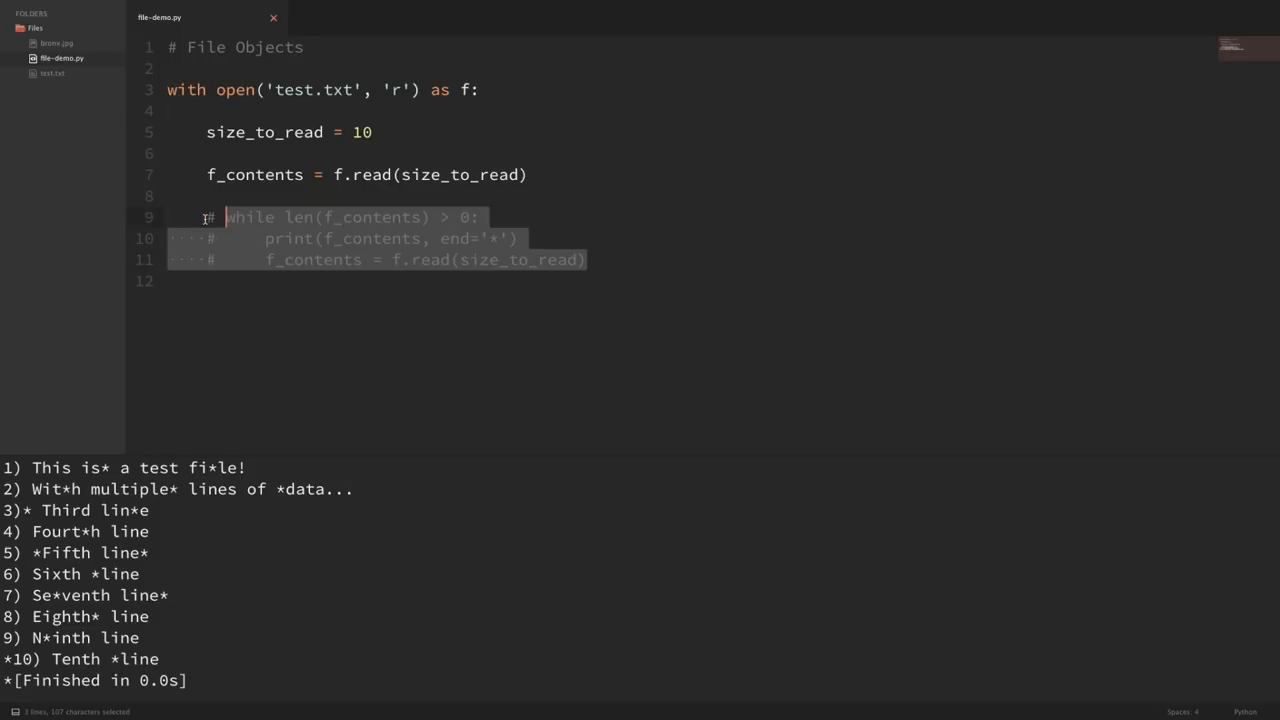 FOLDERS
Files
bronx.jpg
file-demo.py
test.txt
file-demo.py
1 # File Objects
2
3 with open('test.txt', 'r') as f:
4
5     size_to_read = 10
6
7     f_contents = f.read(size_to_read)
8
9     # while len(f_contents) > 0:
10     #     print(f_contents, end='*')
11     #     f_contents = f.read(size_to_read)
12
1) This is* a test fi*le!
2) Wit*h multiple* lines of *data...
3)* Third lin*e
4) Fourt*h line
5) *Fifth line*
6) Sixth *line
7) Se*venth line*
8) Eighth* line
9) N*inth line
*10) Tenth *line
*[Finished in 0.0s]
3 lines, 107 characters selected
Spaces: 4
Python